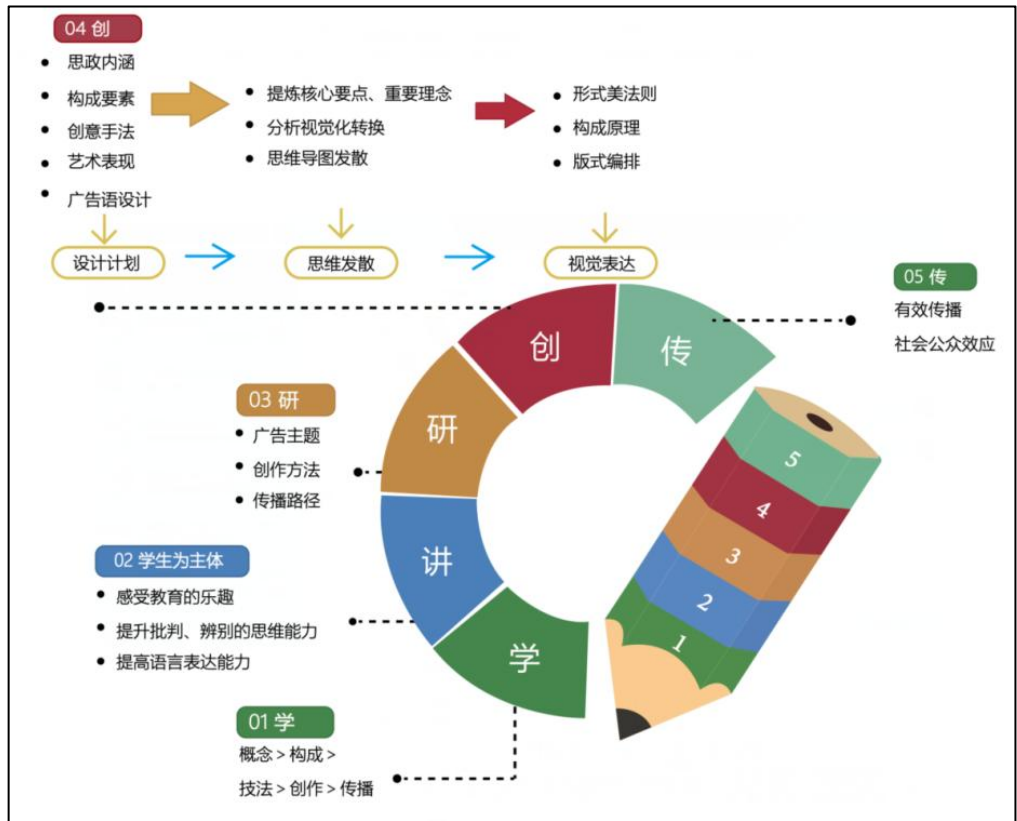 04 创
思政内涵
构成要素
创意手法
艺术表现
广告语设计
提炼核心要点、重要理念
分析视觉化转换
思维导图发散
形式美法则
构成原理
版式编排
设计计划
思维发散
视觉表达
05 传
有效传播
社会公众效应
创
传
研
讲
学
03 研
广告主题
创作方法
传播路径
02 学生为主体
感受教育的乐趣
提升批判、辨别的思维能力
提高语言表达能力
01 学
概念 > 构成 >
技法 > 创作 > 传播
5
4
3
2
1